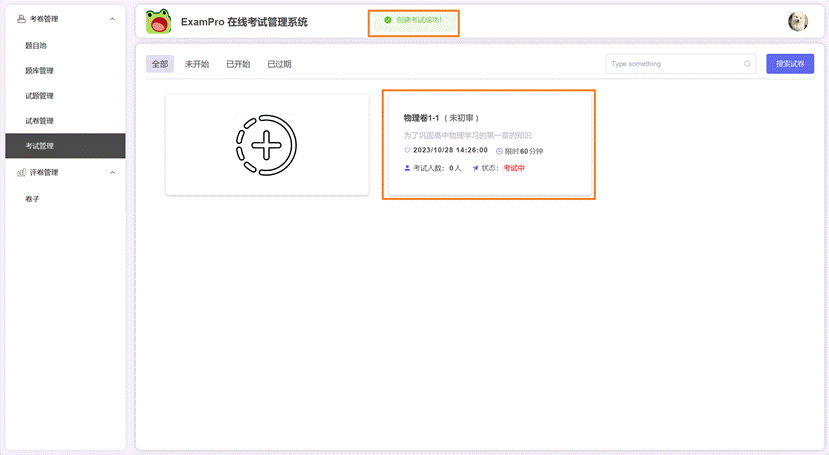 考卷管理
题目池
题库管理
试题管理
试卷管理
考试管理
评卷管理
卷子
ExamPro 在线考试管理系统
创建考试成功!
全部 未开始 已开始 已过期
Type something
搜索试卷
物理卷1-1（未初审）
为了巩固高中物理学习的第一章的知识
2023/10/28 14:26:00 限时60分钟
考试人数：0人 状态：考试中